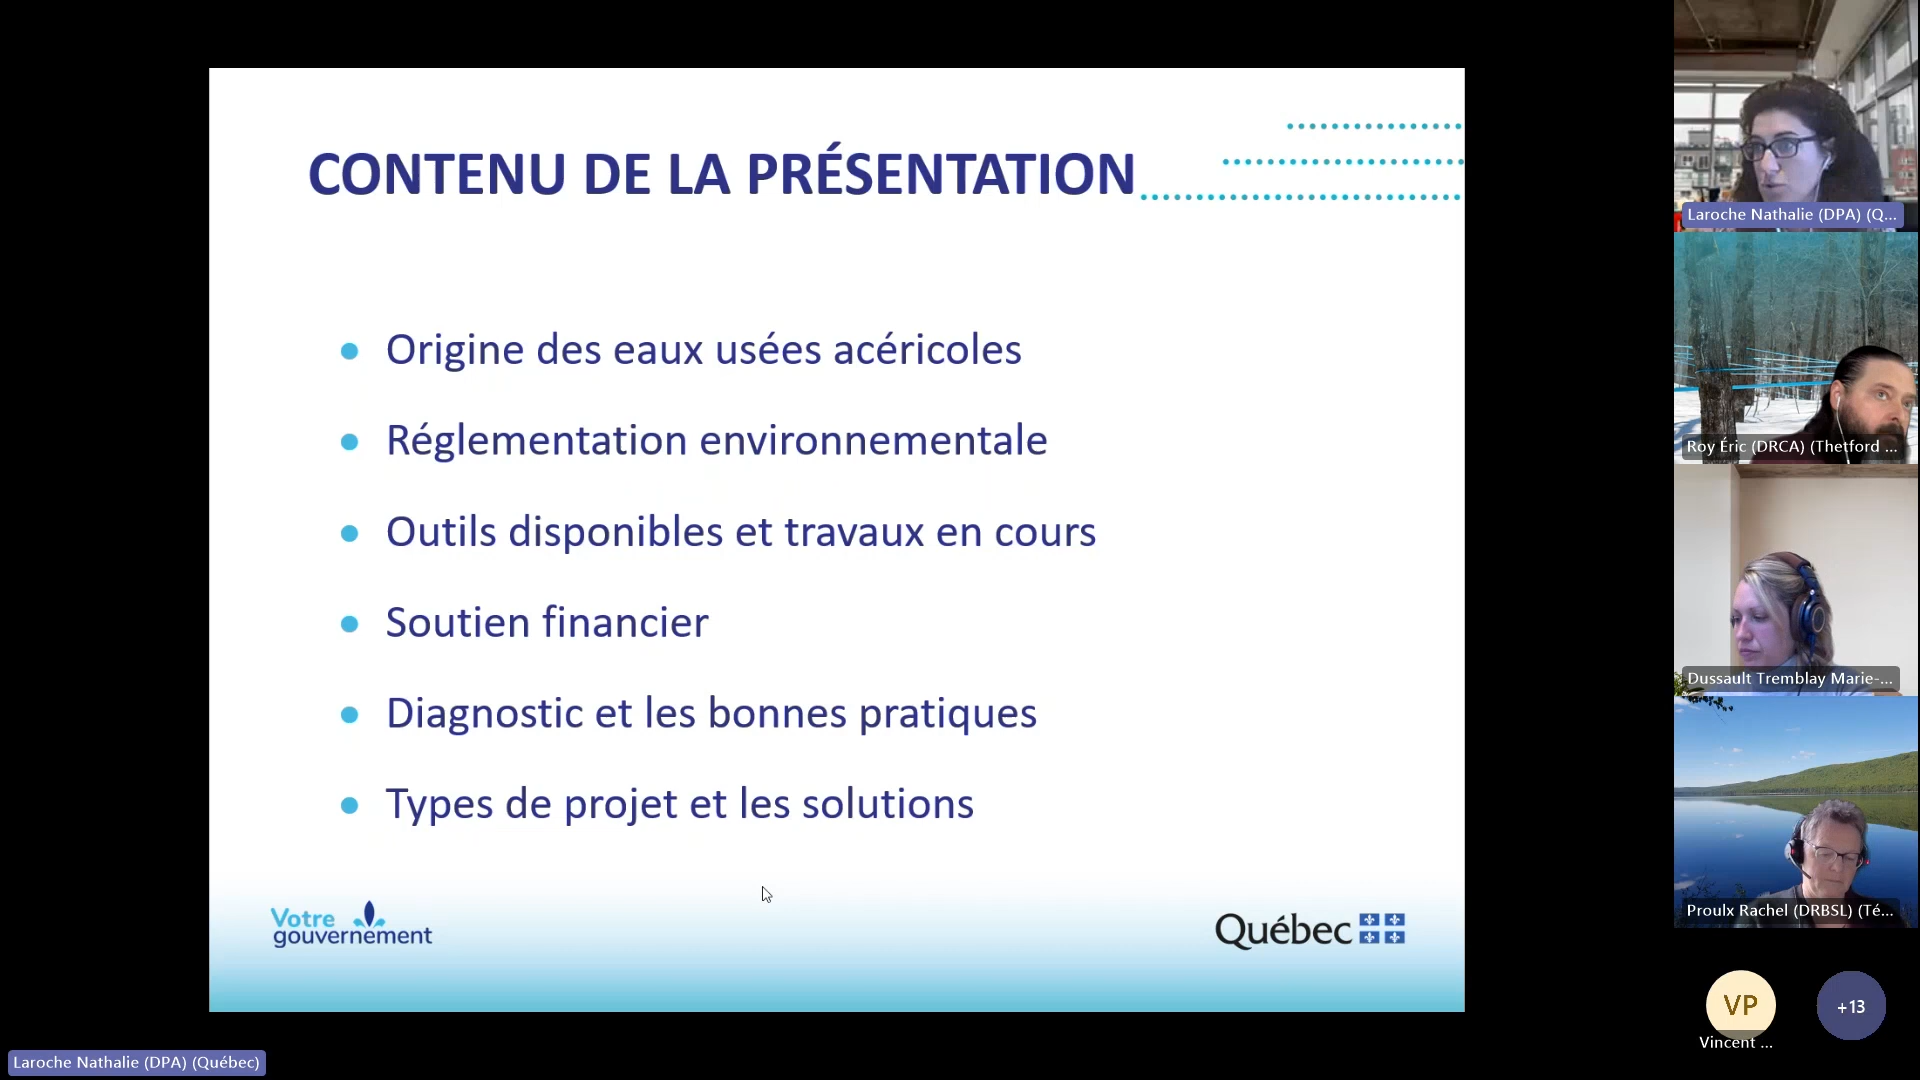 CONTENU DE LA PRÉSENTATION
Origine des eaux usées acéricoles
Réglementation environnementale
Outils disponibles et travaux en cours
Soutien financier
Diagnostic et les bonnes pratiques
Types de projet et les solutions
Votre
gouvernement
Québec
Laroche Nathalie (DPA) (Q...
Roy Éric (DRCA) (Thetford ...
Dussault Tremblay Marie-...
Proulx Rachel (DRBSL) (Té...
VP
+13
Vincent ...
Laroche Nathalie (DPA) (Québec)